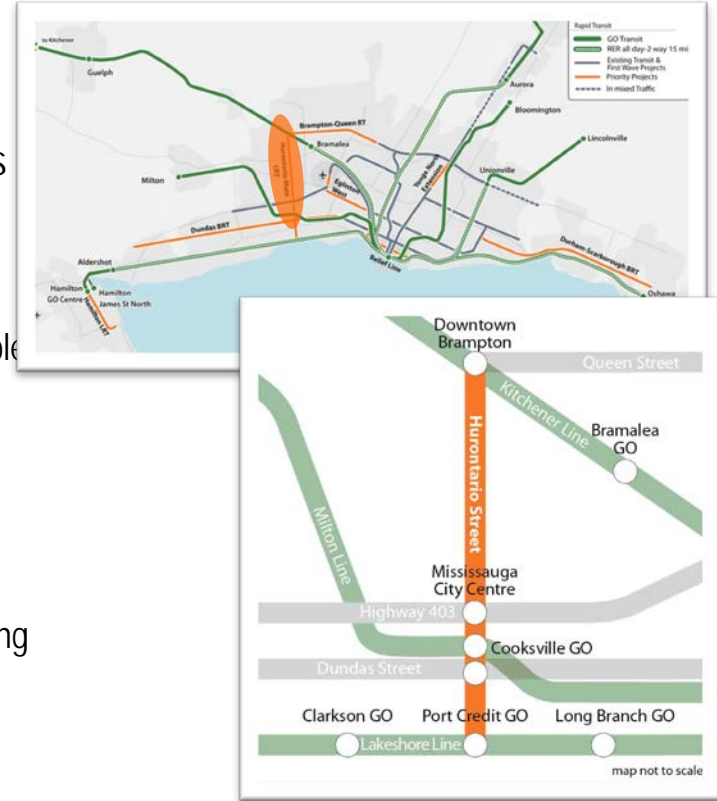 Rapid Transit
GO Transit
RER all day-2 way 15 mi
Existing Transit &
First Wave Projects
Priority Projects
In mixed Traffic
to Kitchener
Guelph
Aurora
Bloomington
Lincolnville
Brampton-Queen RT
Bramalea
Unionville
Milton
Hurontario-Main
LRT
Eglinton
West
Yonge North
Extension
Dundas BRT
Durham-Scarborough BRT
Relief Line
Aldershot
Oshawa
Hamilton
GO Centre
Hamilton
James St North
Hamilton LRT
s
ng
Downtown
Brampton
Queen Street
Kitchener Line
Bramalea
GO
Hurontario Street
Milton Line
Mississauga
City Centre
Highway 403
Cooksville GO
Dundas Street
Clarkson GO
Port Credit GO
Long Branch GO
Lakeshore Line
map not to scale